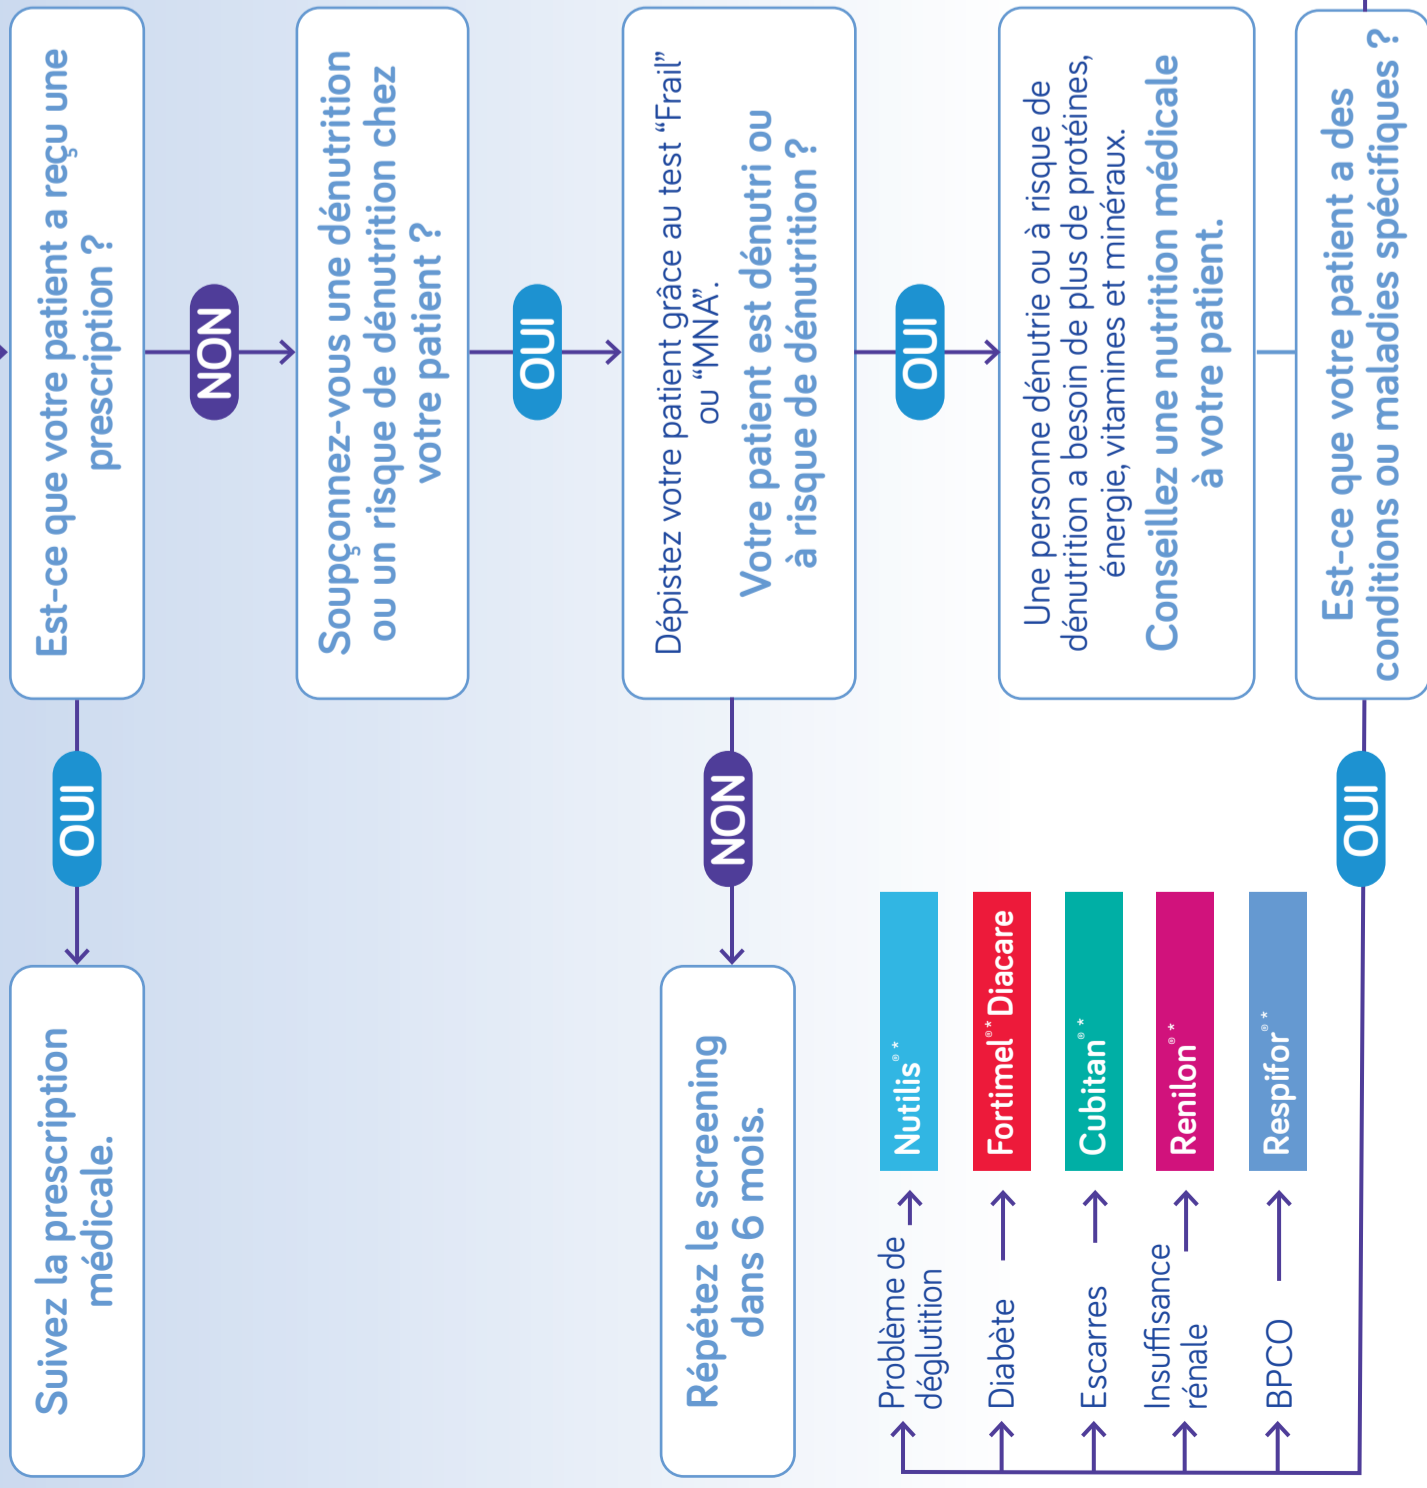 Est-ce que votre patient a reçu une
prescription ?
OUI
Suivez la prescription
médicale.
NON
Soupçonnez-vous une dénutrition
ou un risque de dénutrition chez
votre patient ?
OUI
Dépistez votre patient grâce au test “Frail”
ou “MNA”.
Votre patient est dénutri ou
à risque de dénutrition ?
NON
Répétez le screening
dans 6 mois.
OUI
Une personne dénutrie ou à risque de
dénutrition a besoin de plus de protéines,
énergie, vitamines et minéraux.
Conseillez une nutrition médicale
à votre patient.
Est-ce que votre patient a des
conditions ou maladies spécifiques ?
OUI
Problème de
déglutition
Nutilis®*
Diabète
Fortimel®* Diacare
Escarres
Cubitan®*
Insuffisance
rénale
Renilon®*
BPCO
Respifor®*